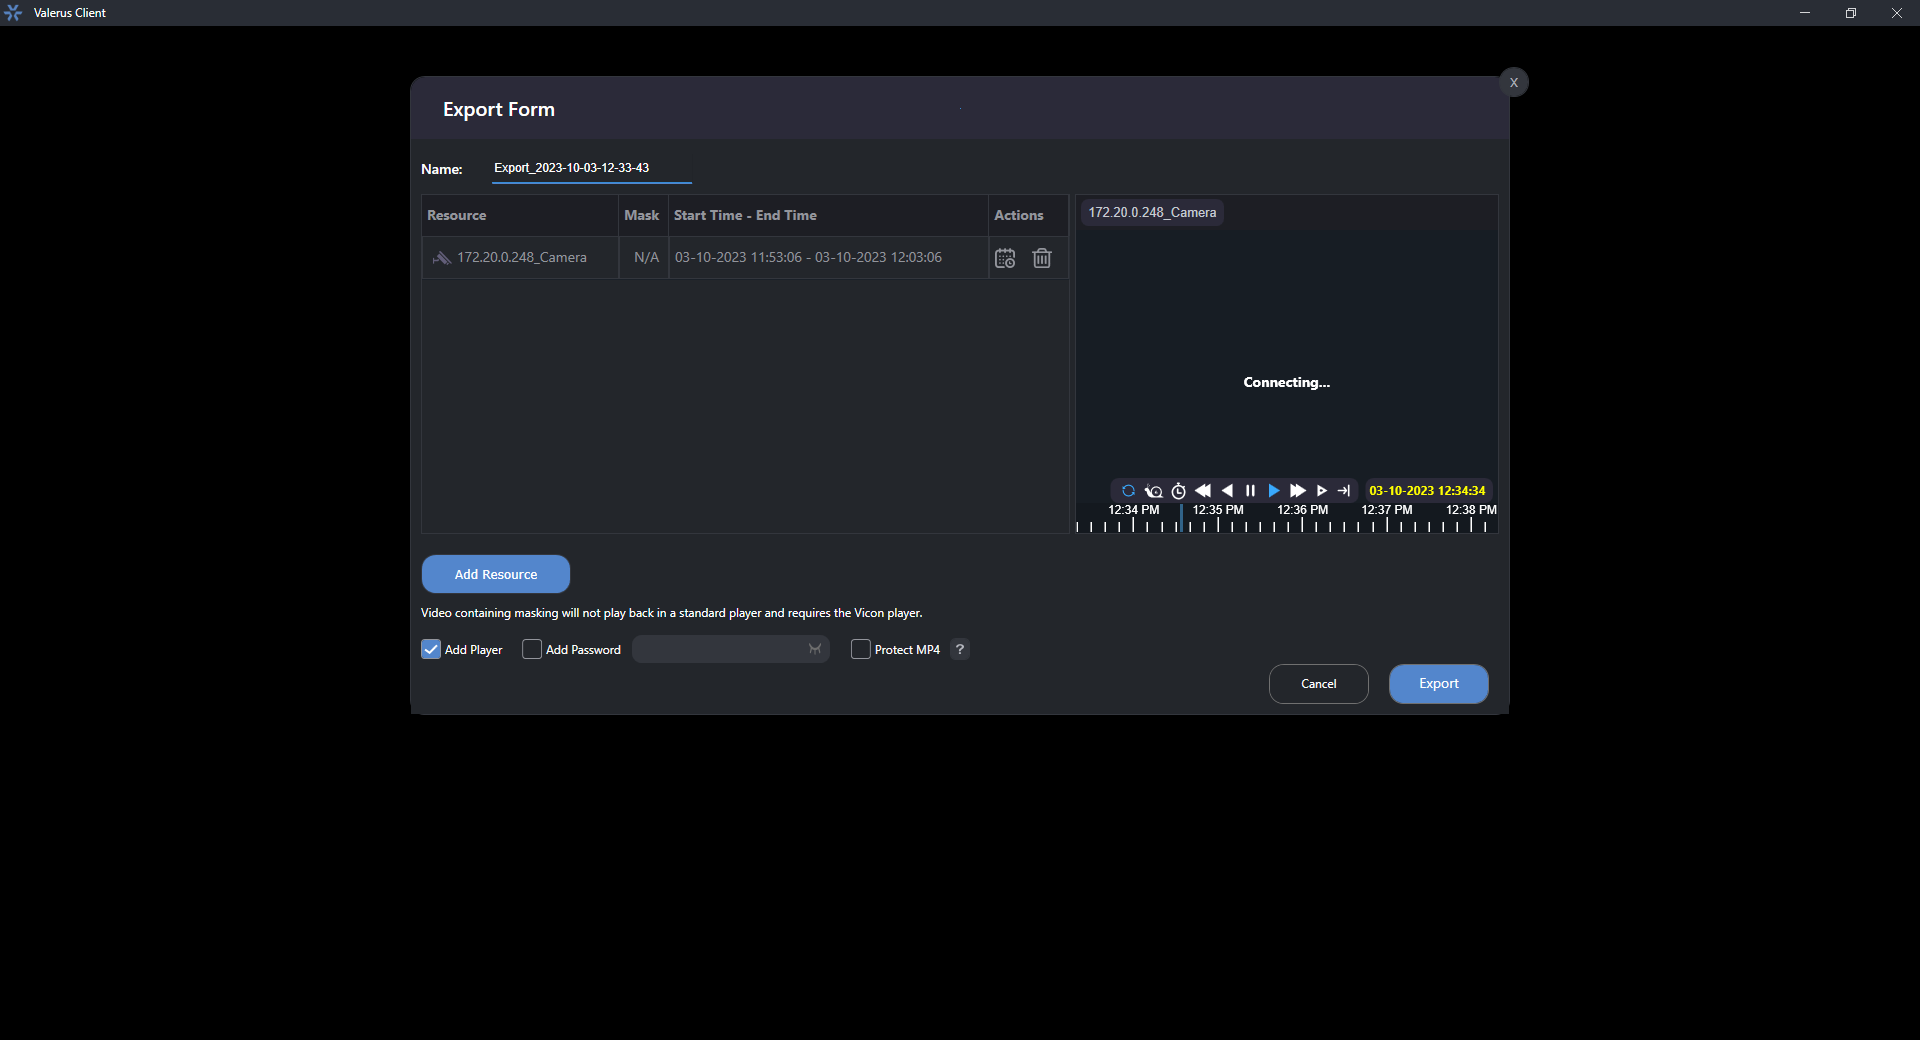 Valerus Client
X
Export Form
Name: Export_2023-10-03-12-33-43
Resource Mask Start Time - End Time Actions
172.20.0.248_Camera N/A 03-10-2023 11:53:06 - 03-10-2023 12:03:06
172.20.0.248_Camera
Connecting...
03-10-2023 12:34:34
12:34 PM 12:35 PM 12:36 PM 12:37 PM 12:38 PM
Add Resource
Video containing masking will not play back in a standard player and requires the Vicon player.
Add Player Add Password Protect MP4 ?
Cancel Export